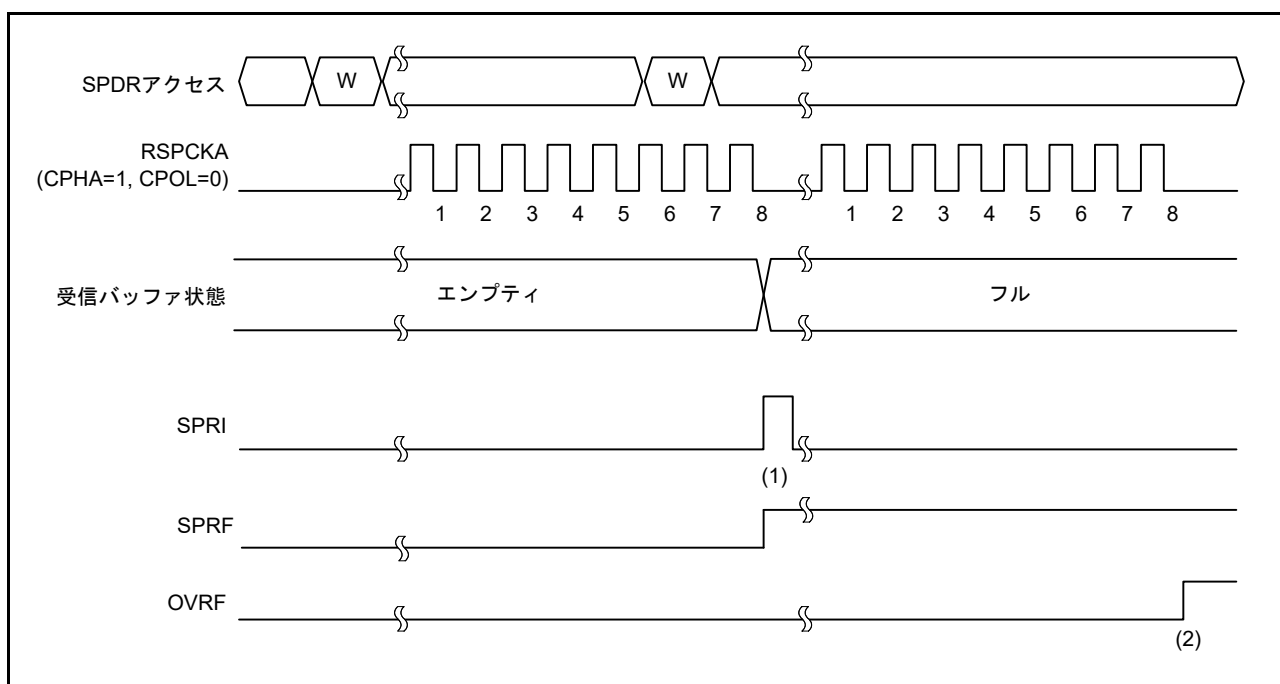 SPDRアクセス
W
W
RSPCKA
(CPHA=1, CPOL=0)
1 2 3 4 5 6 7 8 1 2 3 4 5 6 7 8
受信バッファ状態
エンプティ
フル
SPRI
(1)
SPRF
OVRF
(2)